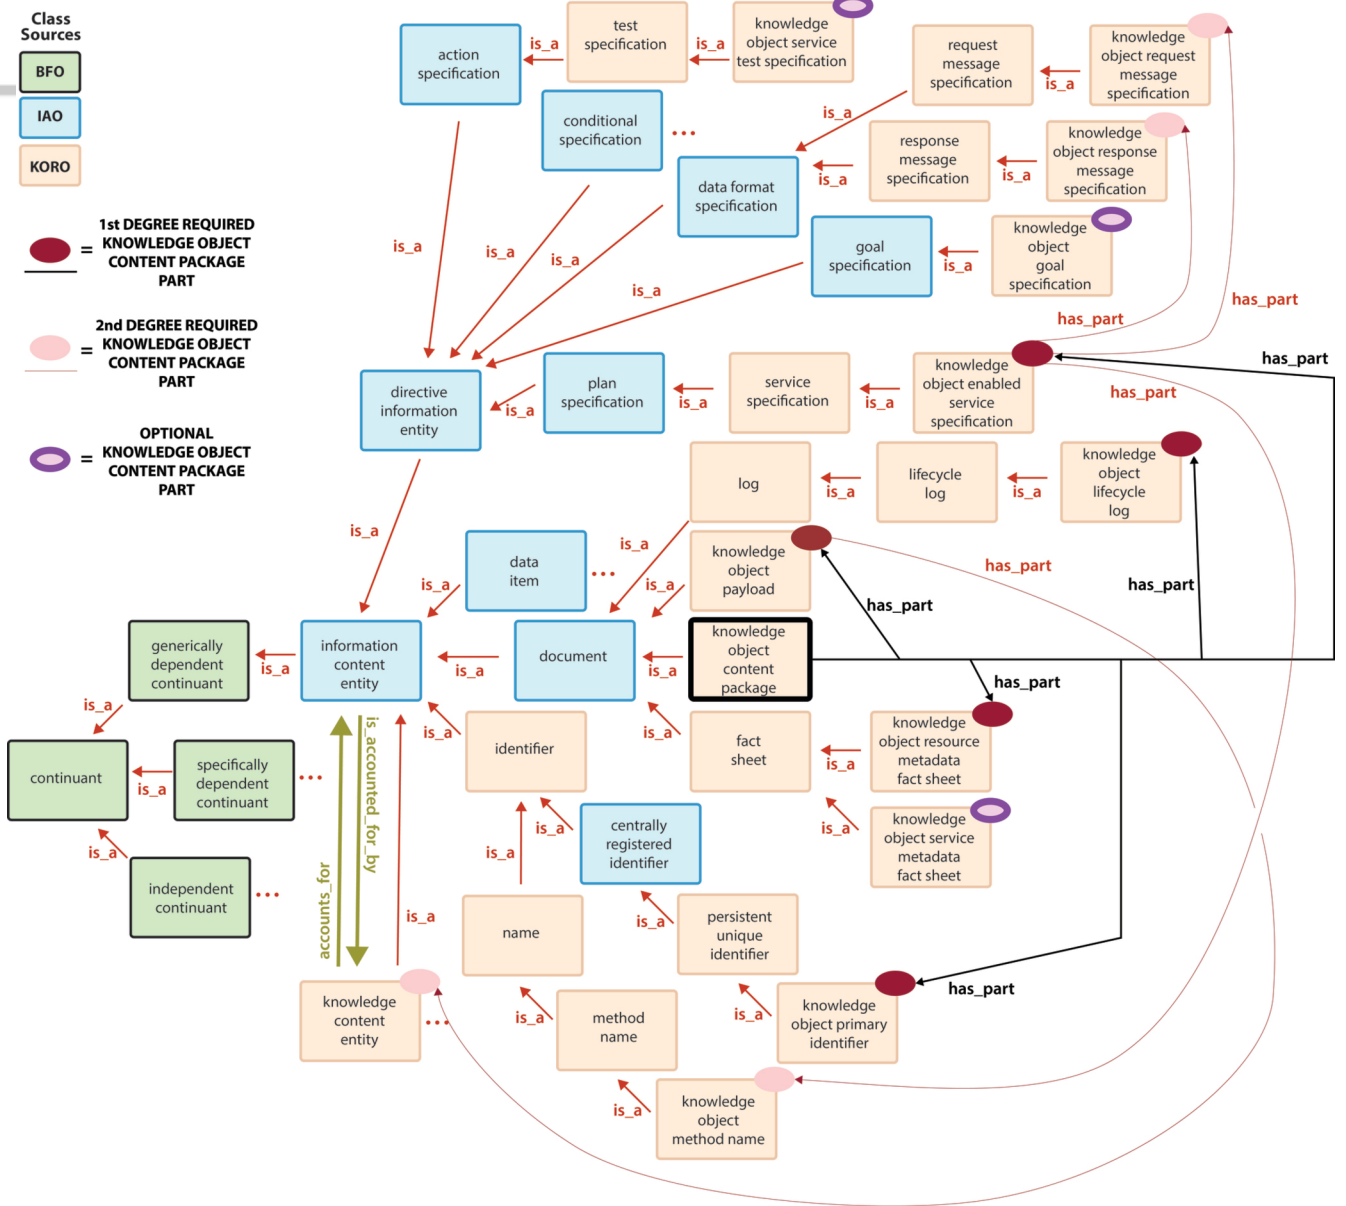 Class
Sources
BFO
IAO
KORO
1st DEGREE REQUIRED
KNOWLEDGE OBJECT
CONTENT PACKAGE
PART
=
2nd DEGREE REQUIRED
KNOWLEDGE OBJECT
CONTENT PACKAGE
PART
=
OPTIONAL
KNOWLEDGE OBJECT
CONTENT PACKAGE
PART
=
action
specification
is_a
test
specification
is_a
knowledge
object service
test specification
request
message
specification
is_a
knowledge
object request
message
specification
conditional
specification
...
is_a
data format
specification
is_a
response
message
specification
is_a
knowledge
object response
message
specification
goal
specification
is_a
knowledge
object
goal
specification
is_a
is_a
is_a
is_a
has_part
has_part
has_part
has_part
directive
information
entity
is_a
plan
specification
is_a
service
specification
is_a
knowledge
object enabled
service
specification
log
is_a
lifecycle
log
is_a
knowledge
object
lifecycle
log
is_a
data
item
...
is_a
is_a
is_a
knowledge
object
payload
has_part
has_part
has_part
generically
dependent
continuant
is_a
information
content
entity
is_a
document
is_a
knowledge
object
content
package
has_part
is_a
continuant
is_a
specifically
dependent
continuant
...
is_a
independent
continuant
...
accounts_for
is_accounted_for_by
is_a
is_a
identifier
is_a
fact
sheet
is_a
knowledge
object resource
metadata
fact sheet
is_a
knowledge
object service
metadata
fact sheet
is_a
is_a
centrally
registered
identifier
name
is_a
persistent
unique
identifier
has_part
knowledge
content
entity
...
is_a
method
name
is_a
knowledge
object primary
identifier
is_a
knowledge
object
method name